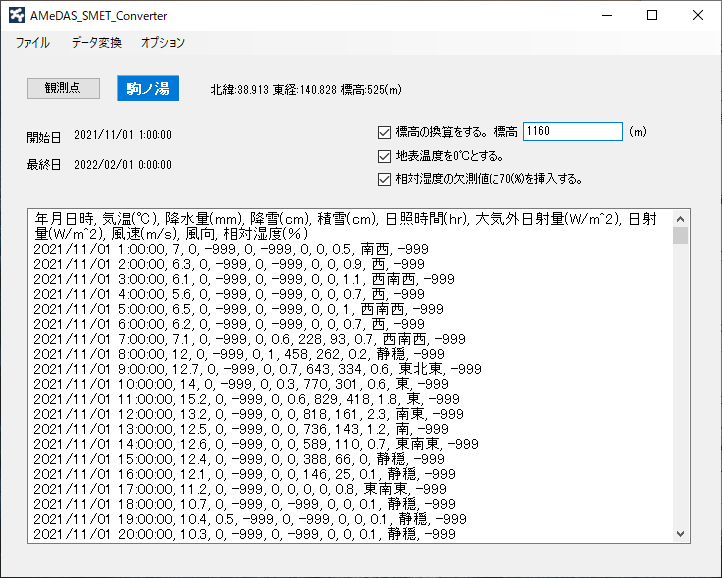 AMeDAS_SMET_Converter
ファイル データ変換 オプション
観測点 駒ノ湯 北緯:38.913 東経:140.828 標高:525(m)
開始日 2021/11/01 1:00:00
標高の換算をする。 標高 1160 (m)
最終日 2022/02/01 0:00:00
地表温度を0℃とする。
相対湿度の欠測値に70(%)を挿入する。
年月日時, 気温(℃), 降水量(mm), 降雪(cm), 積雪(cm), 日照時間(hr), 大気外日射量(W/m^2), 日射
量(W/m^2), 風速(m/s), 風向, 相対湿度(%)
2021/11/01 1:00:00, 7, 0, -999, 0, -999, 0, 0, 0.5, 南西, -999
2021/11/01 2:00:00, 6.3, 0, -999, 0, -999, 0, 0, 0.9, 西, -999
2021/11/01 3:00:00, 6.1, 0, -999, 0, -999, 0, 0, 1.1, 西南西, -999
2021/11/01 4:00:00, 5.6, 0, -999, 0, -999, 0, 0, 0.7, 西, -999
2021/11/01 5:00:00, 6.5, 0, -999, 0, -999, 0, 0, 1, 西南西, -999
2021/11/01 6:00:00, 6.2, 0, -999, 0, -999, 0, 0, 0.7, 西, -999
2021/11/01 7:00:00, 7.1, 0, -999, 0, 0.6, 228, 93, 0.7, 西南西, -999
2021/11/01 8:00:00, 12, 0, -999, 0, 1, 458, 262, 0.2, 静穏, -999
2021/11/01 9:00:00, 12.7, 0, -999, 0, 0.7, 643, 334, 0.6, 東北東, -999
2021/11/01 10:00:00, 14, 0, -999, 0, 0.3, 770, 301, 0.6, 東, -999
2021/11/01 11:00:00, 15.2, 0, -999, 0, 0.6, 829, 418, 1.8, 東, -999
2021/11/01 12:00:00, 13.2, 0, -999, 0, 0, 818, 161, 2.3, 南東, -999
2021/11/01 13:00:00, 12.5, 0, -999, 0, 0, 736, 143, 1.2, 南, -999
2021/11/01 14:00:00, 12.6, 0, -999, 0, 0, 589, 110, 0.7, 東南東, -999
2021/11/01 15:00:00, 12.4, 0, -999, 0, 0, 388, 66, 0, 静穏, -999
2021/11/01 16:00:00, 12.1, 0, -999, 0, 0, 146, 25, 0.1, 静穏, -999
2021/11/01 17:00:00, 11.2, 0, -999, 0, 0, 0, 0, 0.8, 東南東, -999
2021/11/01 18:00:00, 10.7, 0, -999, 0, -999, 0, 0, 0.1, 静穏, -999
2021/11/01 19:00:00, 10.4, 0.5, -999, 0, -999, 0, 0, 0.1, 静穏, -999
2021/11/01 20:00:00, 10.3, 0, -999, 0, -999, 0, 0, 0.1, 静穏, -999